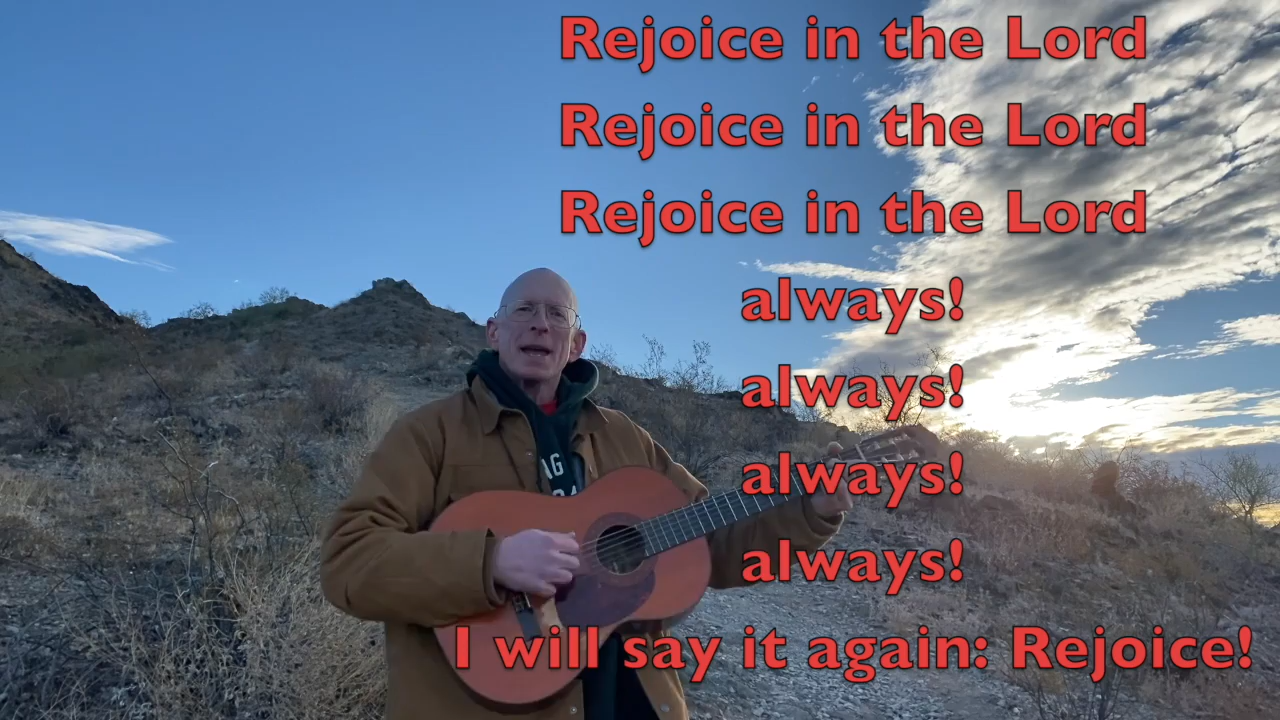 Rejoice in the Lord
Rejoice in the Lord
Rejoice in the Lord
always!
always!
always!
always!
I will say it again: Rejoice!
AG